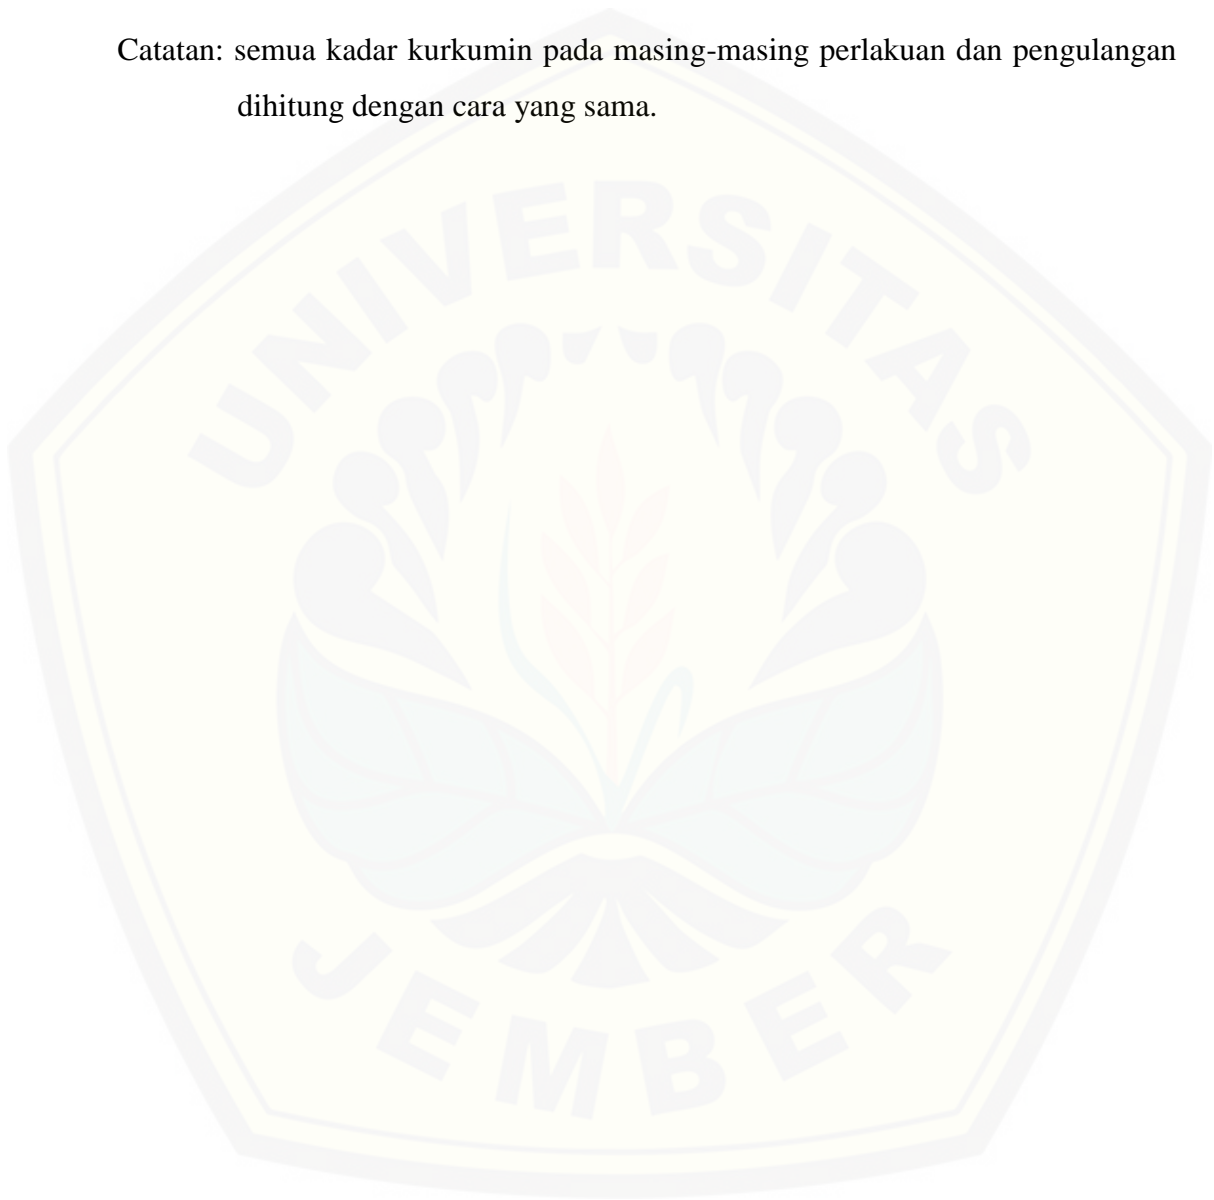 Catatan: semua kadar kurkumin pada masing-masing perlakuan dan pengulangan
dihitung dengan cara yang sama.
UNIVERSITAS
JEMBER